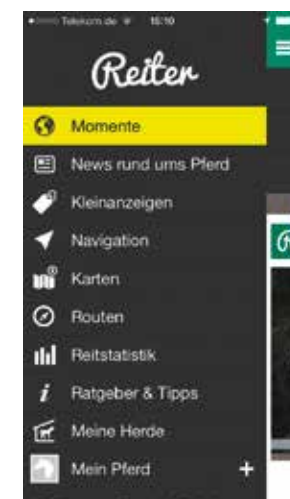 Telekom.de 15:10
Reiter
Momente
News rund ums Pferd
Kleinanzeigen
Navigation
Karten
Routen
Reitstatistik
Ratgeber & Tipps
Meine Herde
Mein Pferd +